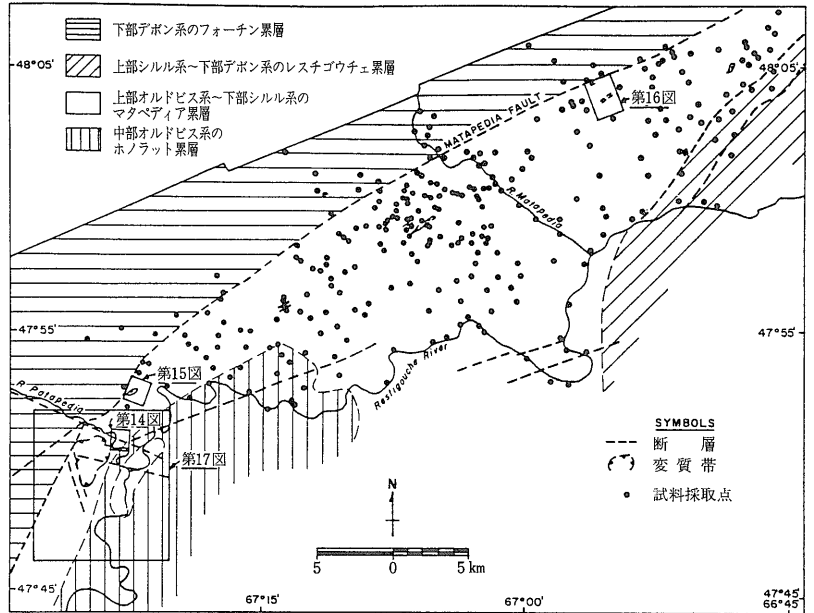 下部デボン系のフォーチン累層
上部シルル系~下部デボン系のレスチゴウチェ累層
上部オルドビス系~下部シルル系の
マタペディア累層
中部オルドビス系の
ホノラット累層
48°05'
48°05'
MATAPEDIA FAULT
第16図
R. Matapedia
47°55'
47°55'
Restigouche River
第15図
R. Patapedia
第14図
第17図
SYMBOLS
断層
変質帯
試料採取点
N
5 0 5 km
47°45'
67°15'
67°00'
47°45'
66°45'